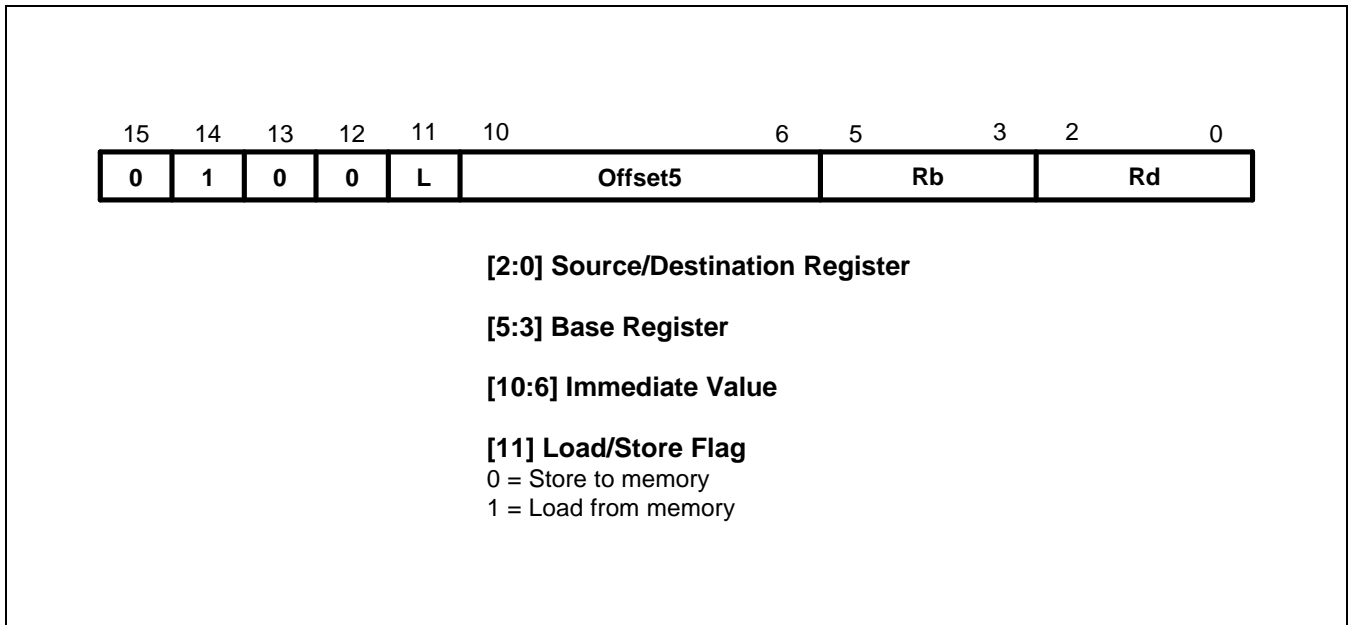 15 14 13 12 11 10 6 5 3 2 0
0 1 0 0 L Offset5 Rb Rd
[2:0] Source/Destination Register
[5:3] Base Register
[10:6] Immediate Value
[11] Load/Store Flag
0 = Store to memory
1 = Load from memory